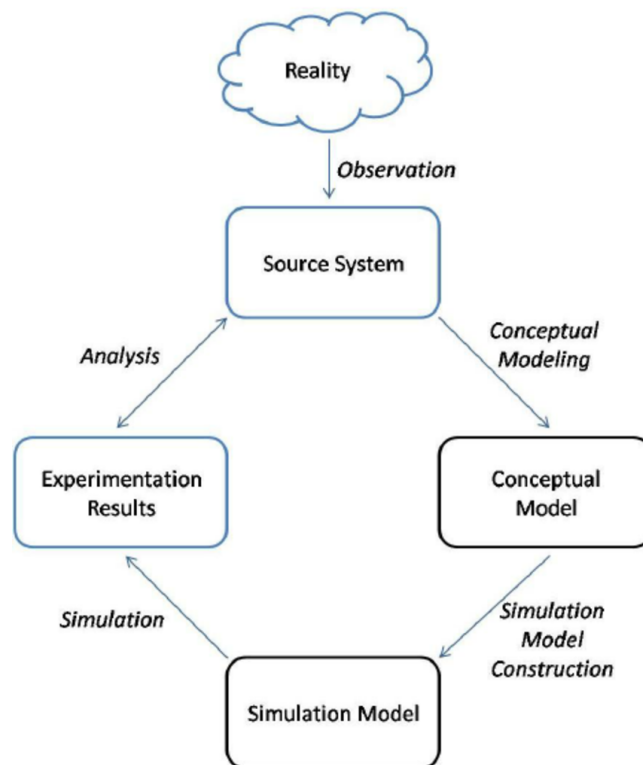 Reality
Observation
Source System
Analysis
Conceptual
Modeling
Experimentation
Results
Conceptual
Model
Simulation
Simulation
Model
Construction
Simulation Model